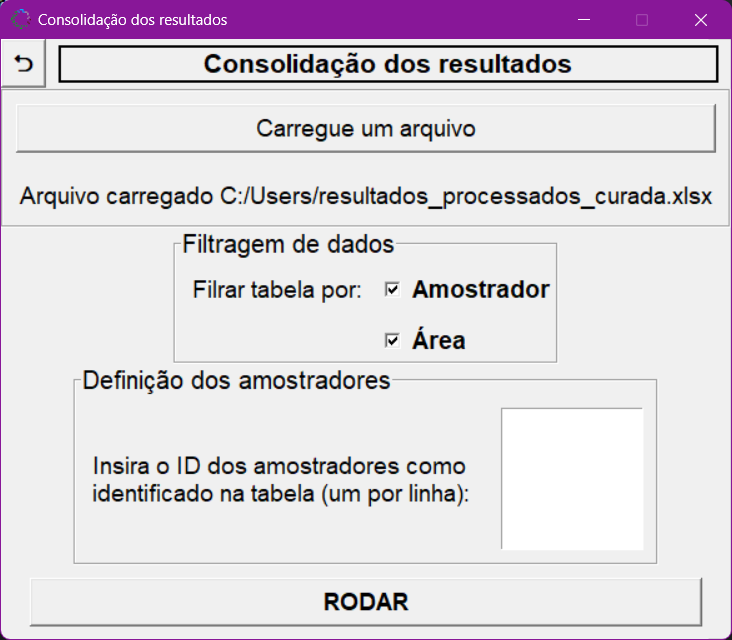 Consolidação dos resultados
Consolidação dos resultados
Carregue um arquivo
Arquivo carregado C:/Users/resultados_processados_curada.xlsx
Filtragem de dados
Filrar tabela por:
Amostrador
Área
Definição dos amostradores
Insira o ID dos amostradores como
identificado na tabela (um por linha):
RODAR